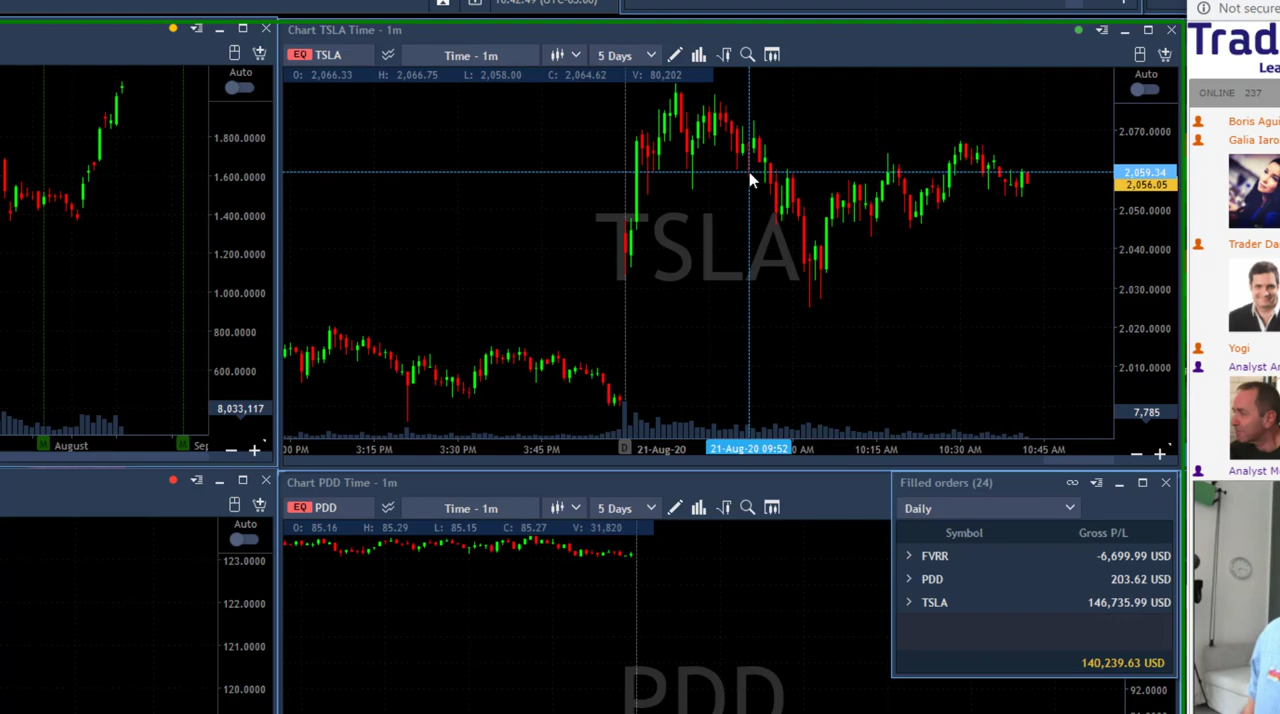 Chart TSLA Time - 1m
EQ TSLA
Time - 1m
5 Days
O: 2,066.33 H: 2,066.75 L: 2,058.00 C: 2,064.62 V: 80,202
Auto
2,070.0000
2,059.34
2,056.05
2,050.0000
2,040.0000
2,030.0000
2,020.0000
2,010.0000
7,785
TSLA
3:15 PM
3:30 PM
3:45 PM
D
21-Aug-20
21-Aug-20 09:52
10:15 AM
10:30 AM
10:45 AM
Auto
1,800.0000
1,600.0000
1,400.0000
1,200.0000
1,000.0000
800.0000
600.0000
8,033,117
M August
M
Auto
123.0000
122.0000
121.0000
120.0000
Chart PDD Time - 1m
EQ PDD
Time - 1m
5 Days
O: 85.16 H: 85.29 L: 85.15 C: 85.27 V: 31,820
PDD
92.0000
Filled orders (24)
Daily
Symbol Gross P/L
FVRR -6,699.99 USD
PDD 203.62 USD
TSLA 146,735.99 USD
140,239.63 USD
Not secure
Trad
Lea
ONLINE 237
Boris Agui
Galia Iaro
Trader Da
Yogi
Analyst Ar
Analyst M